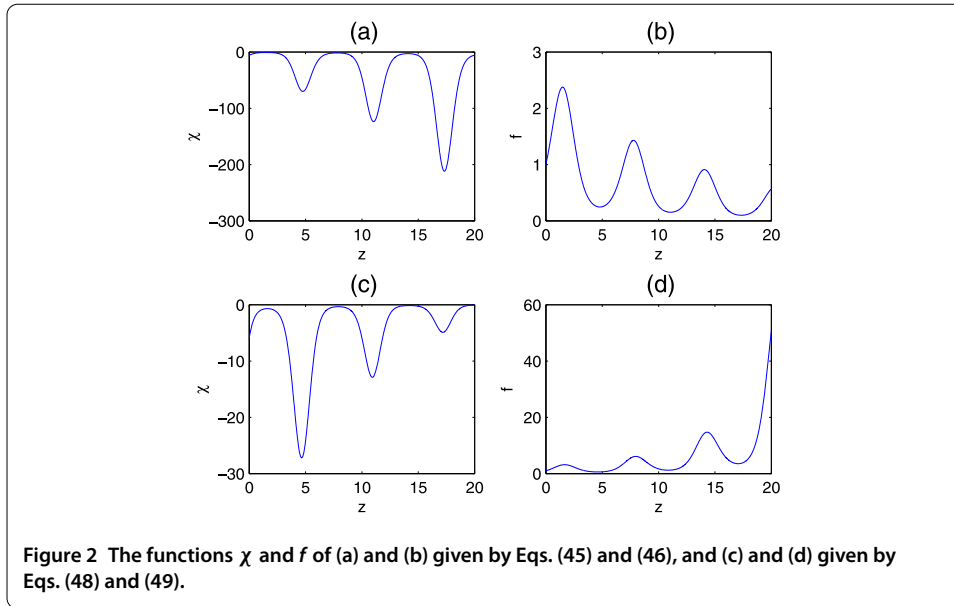 (a)
0
−100
−200
−300
χ
0 5 10 15 20
z
(b)
3
2
1
0
f
0 5 10 15 20
z
(c)
0
−10
−20
−30
χ
0 5 10 15 20
z
(d)
60
40
20
0
f
0 5 10 15 20
z
Figure 2 The functions χ and f of (a) and (b) given by Eqs. (45) and (46), and (c) and (d) given by
Eqs. (48) and (49).